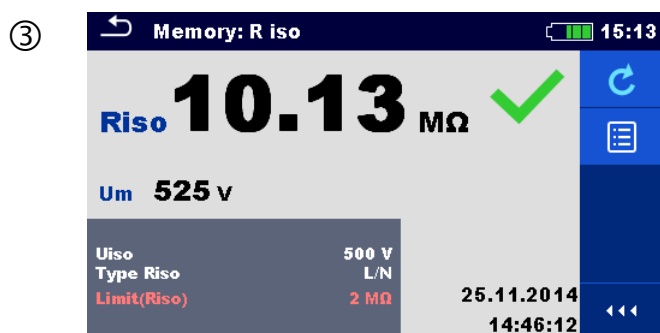 ③
Memory: R iso 15:13
Riso 10.13 MΩ
Um 525 V
Uiso 500 V
Type Riso L/N
Limit(Riso) 2 MΩ
25.11.2014
14:46:12